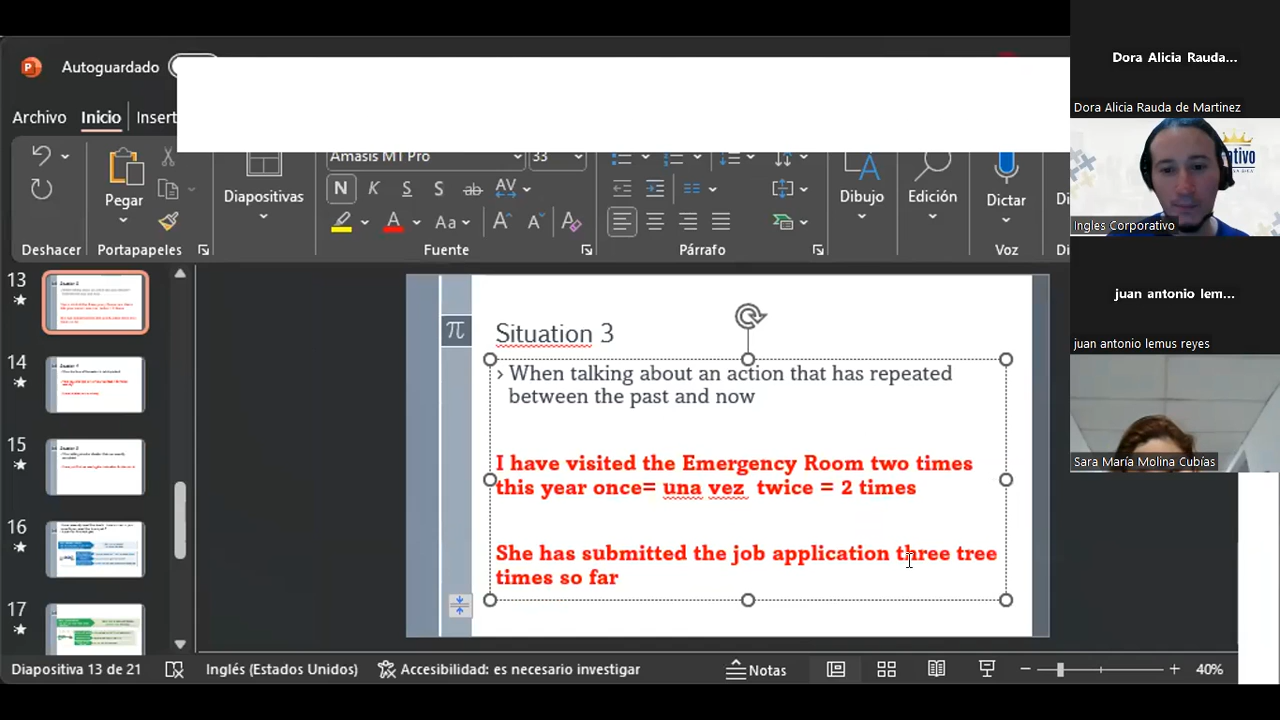 Autoguardado
Archivo Inicio Insert
Amasis MT Pro 33
N K S S ab AV
Pegar
Diapositivas
Aa A A
Dibujo
Edición
Dictar
Deshacer Portapapeles Fuente Párrafo Voz
13
14
15
16
17
π
Situation 3
› When talking about an action that has repeated
between the past and now
I have visited the Emergency Room two times
this year once= una vez twice = 2 times
She has submitted the job application three tree
times so far
Diapositiva 13 de 21 Inglés (Estados Unidos) Accesibilidad: es necesario investigar Notas 40%
Dora Alicia Rauda...
Dora Alicia Rauda de Martinez
Ingles Corporativo
juan antonio lem...
juan antonio lemus reyes
Sara María Molina Cubías